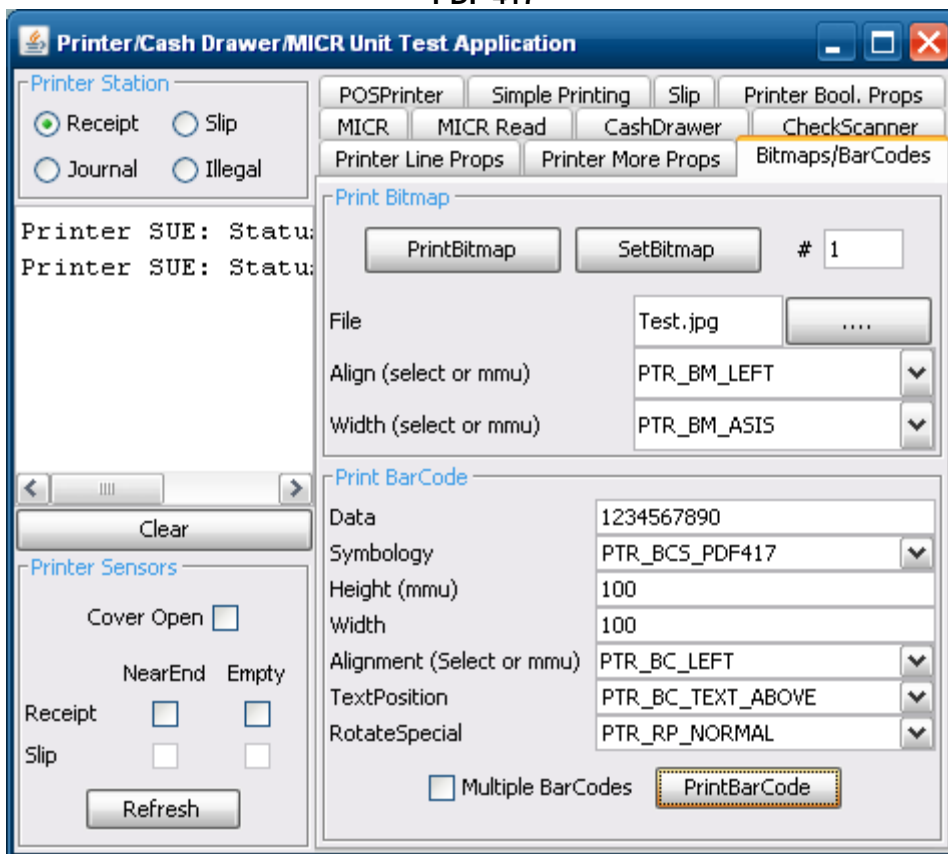 Printer/Cash Drawer/MICR Unit Test Application
Printer Station
Receipt Slip
Journal Illegal
Printer SUE: Statu
Printer SUE: Statu
Clear
Printer Sensors
Cover Open
NearEnd Empty
Receipt
Slip
Refresh
POSPrinter Simple Printing Slip Printer Bool. Props
MICR MICR Read CashDrawer CheckScanner
Printer Line Props Printer More Props Bitmaps/BarCodes
Print Bitmap
PrintBitmap SetBitmap # 1
File Test.jpg ....
Align (select or mmu) PTR_BM_LEFT
Width (select or mmu) PTR_BM_ASIS
Print BarCode
Data 1234567890
Symbology PTR_BCS_PDF417
Height (mmu) 100
Width 100
Alignment (Select or mmu) PTR_BC_LEFT
TextPosition PTR_BC_TEXT_ABOVE
RotateSpecial PTR_RP_NORMAL
Multiple BarCodes PrintBarCode